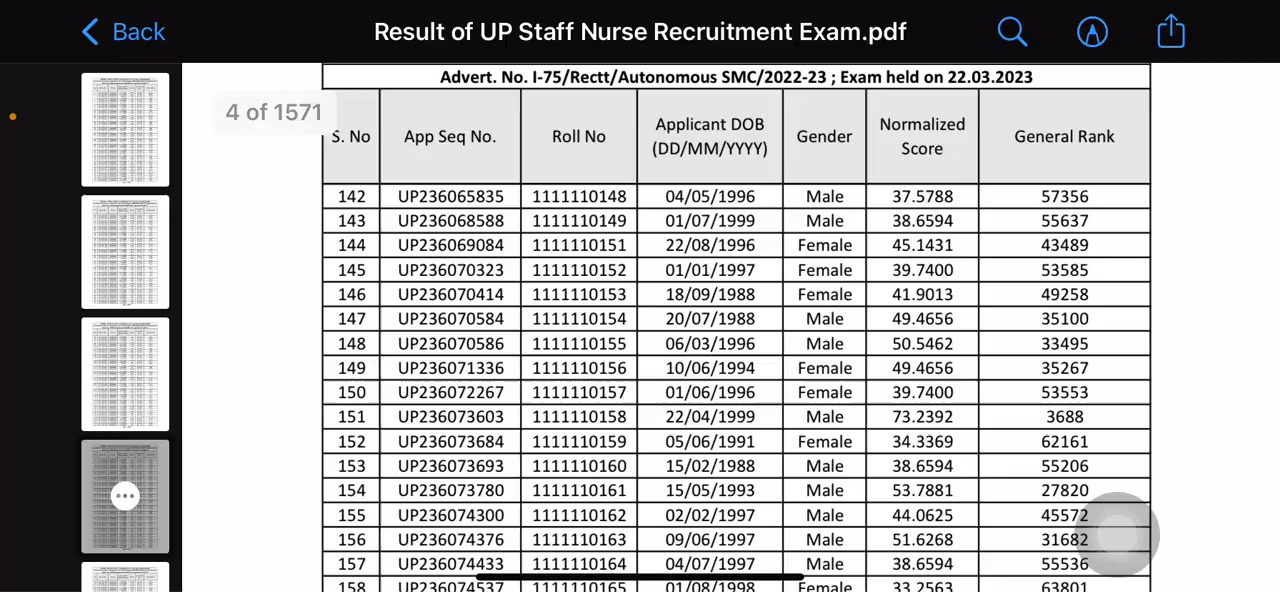 Back
Result of UP Staff Nurse Recruitment Exam.pdf
4 of 1571
Advert. No. I-75/Rectt/Autonomous SMC/2022-23 ; Exam held on 22.03.2023
S. No App Seq No. Roll No Applicant DOB (DD/MM/YYYY) Gender Normalized Score General Rank
142 UP236065835 1111110148 04/05/1996 Male 37.5788 57356
143 UP236068588 1111110149 01/07/1999 Male 38.6594 55637
144 UP236069084 1111110151 22/08/1996 Female 45.1431 43489
145 UP236070323 1111110152 01/01/1997 Female 39.7400 53585
146 UP236070414 1111110153 18/09/1988 Female 41.9013 49258
147 UP236070584 1111110154 20/07/1988 Male 49.4656 35100
148 UP236070586 1111110155 06/03/1996 Male 50.5462 33495
149 UP236071336 1111110156 10/06/1994 Female 49.4656 35267
150 UP236072267 1111110157 01/06/1996 Female 39.7400 53553
151 UP236073603 1111110158 22/04/1999 Male 73.2392 3688
152 UP236073684 1111110159 05/06/1991 Female 34.3369 62161
153 UP236073693 1111110160 15/02/1988 Male 38.6594 55206
154 UP236073780 1111110161 15/05/1993 Male 53.7881 27820
155 UP236074300 1111110162 02/02/1997 Male 44.0625 45572
156 UP236074376 1111110163 09/06/1997 Male 51.6268 31682
157 UP236074433 1111110164 04/07/1997 Male 38.6594 55536
158 UP236074537 1111110165 01/08/1998 Female 33.2563 63801